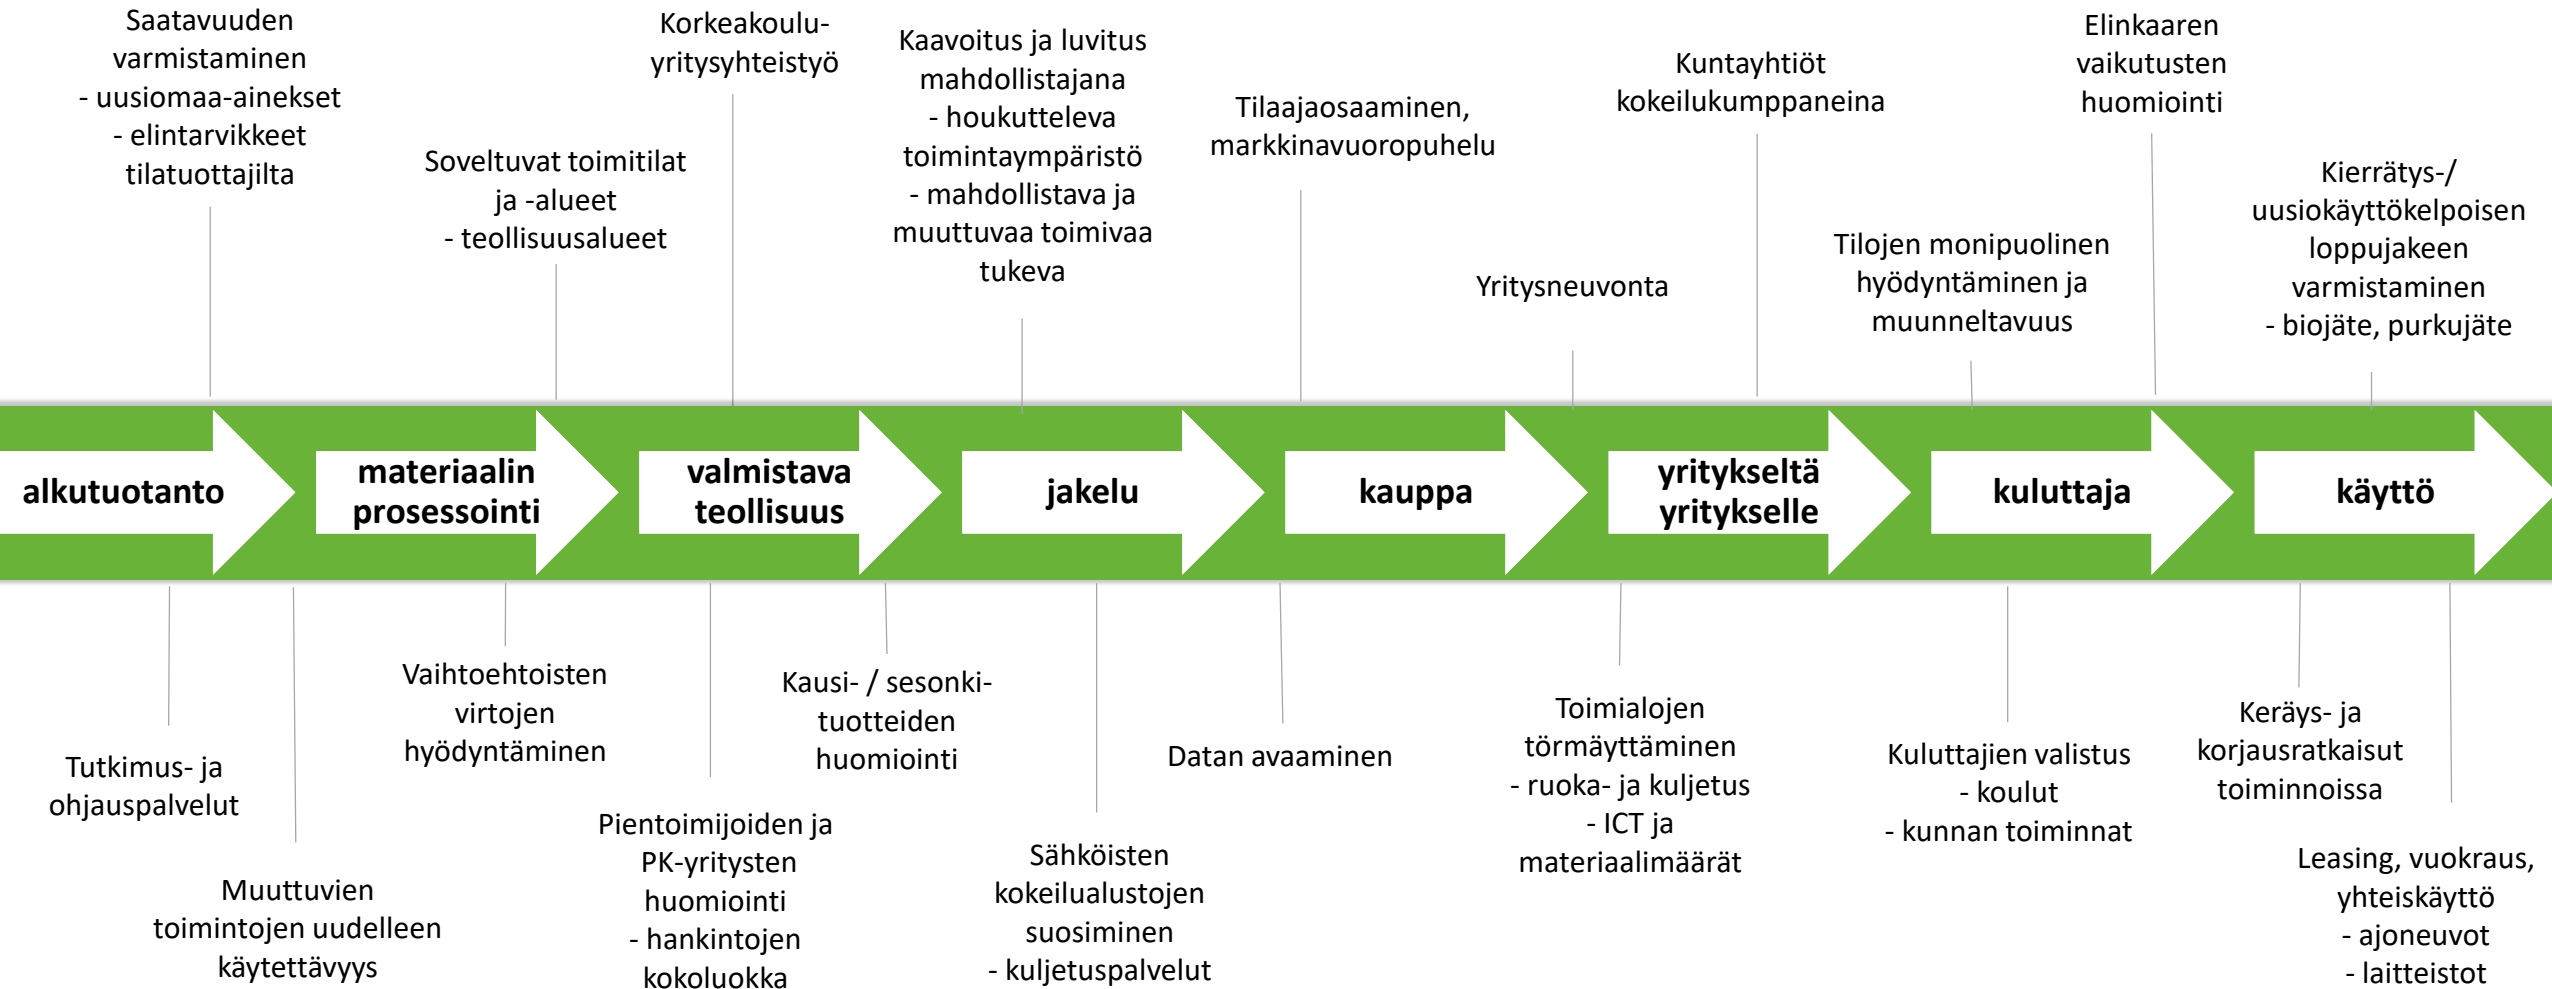 Saatavuuden
varmistaminen
- uusiomaa-ainekset
- elintarvikkeet
tilatuottajilta
Soveltuvat toimitilat
ja -alueet
- teollisuusalueet
Korkeakoulu-
yritysyhteistyö
Kaavoitus ja luvitus
mahdollistajana
- houkutteleva
toimintaympäristö
- mahdollistava ja
muuttuvaa toimivaa
tukeva
Tilaajaosaaminen,
markkinavuoropuhelu
Yritysneuvonta
Kuntayhtiöt
kokeilukumppaneina
Tilojen monipuolinen
hyödyntäminen ja
muunneltavuus
Elinkaaren
vaikutusten
huomiointi
Kierrätys-/
uusiokäyttökelpoisen
loppujakeen
varmistaminen
- biojäte, purkujäte
alkutuotanto
materiaalin
prosessointi
valmistava
teollisuus
jakelu
kauppa
yritykseltä
yritykselle
kuluttaja
käyttö
Tutkimus- ja
ohjauspalvelut
Muuttuvien
toimintojen uudelleen
käytettävyys
Vaihtoehtoisten
virtojen
hyödyntäminen
Pientoimijoiden ja
PK-yritysten
huomiointi
- hankintojen
kokoluokka
Kausi- / sesonki-
tuotteiden
huomiointi
Sähköisten
kokeilualustojen
suosiminen
- kuljetuspalvelut
Datan avaaminen
Toimialojen
törmäyttäminen
- ruoka- ja kuljetus
- ICT ja
materiaalimäärät
Kuluttajien valistus
- koulut
- kunnan toiminnat
Keräys- ja
korjausratkaisut
toiminnoissa
Leasing, vuokraus,
yhteiskäyttö
- ajoneuvot
- laitteistot